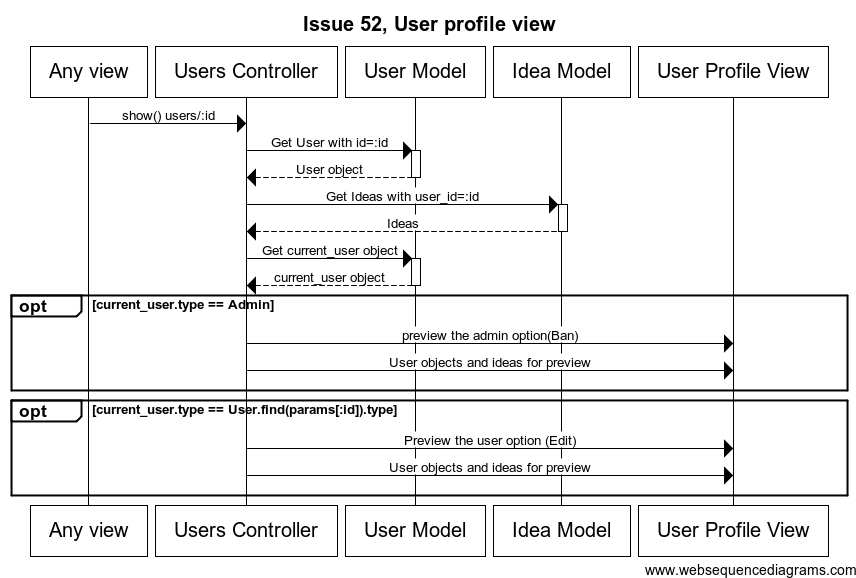 Issue 52, User profile view
Any view
Users Controller
User Model
Idea Model
User Profile View
show() users/:id
Get User with id=:id
User object
Get Ideas with user_id=:id
Ideas
Get current_user object
current_user object
opt
[current_user.type == Admin]
preview the admin option(Ban)
User objects and ideas for preview
opt
[current_user.type == User.find(params[:id]).type]
Preview the user option (Edit)
User objects and ideas for preview
Any view
Users Controller
User Model
Idea Model
User Profile View
www.websequencediagrams.com